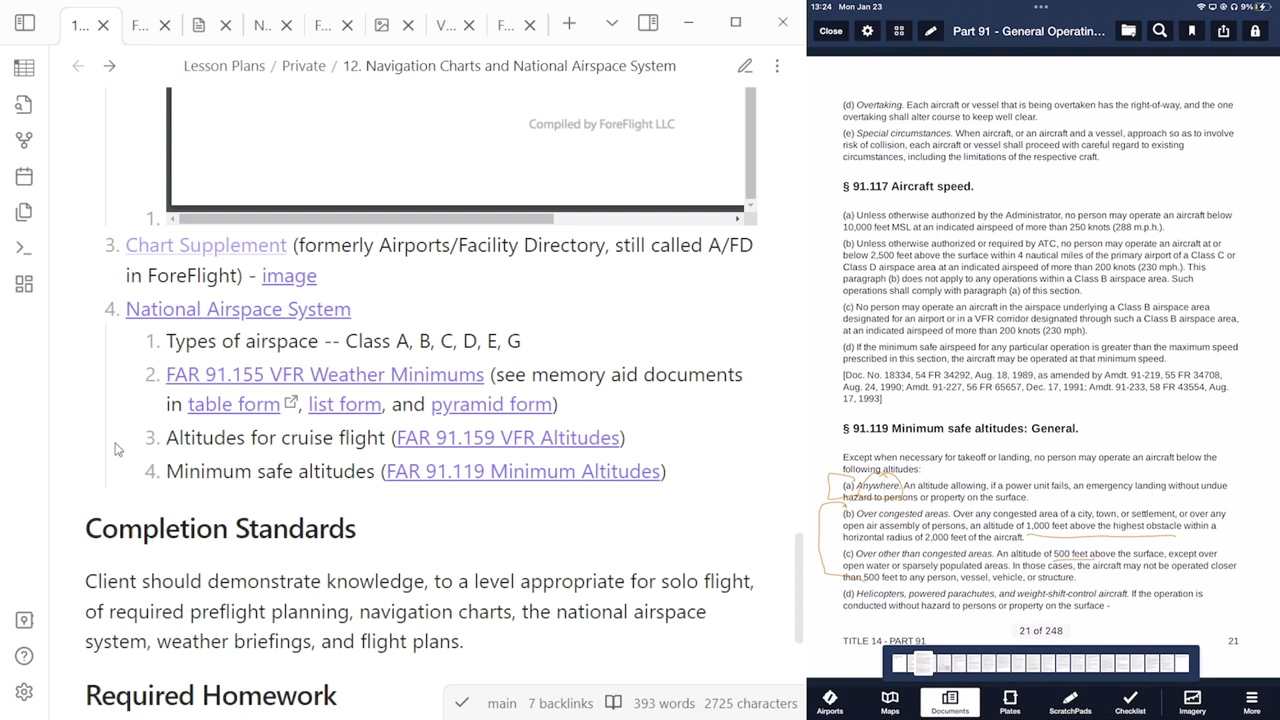 1...
F...
N..
F...
V...
F...
Lesson Plans / Private / 12. Navigation Charts and National Airspace System
Compiled by ForeFlight LLC
1.
3. Chart Supplement (formerly Airports/Facility Directory, still called A/FD
in ForeFlight) - image
4. National Airspace System
1. Types of airspace -- Class A, B, C, D, E, G
2. FAR 91.155 VFR Weather Minimums (see memory aid documents
in table form, list form, and pyramid form)
3. Altitudes for cruise flight (FAR 91.159 VFR Altitudes)
4. Minimum safe altitudes (FAR 91.119 Minimum Altitudes)
Completion Standards
Client should demonstrate knowledge, to a level appropriate for solo flight,
of required preflight planning, navigation charts, the national airspace
system, weather briefings, and flight plans.
Required Homework
main 7 backlinks 393 words 2725 characters
13:24 Mon Jan 23
9%
Close
Part 91 - General Operatin...
(d) Overtaking. Each aircraft or vessel that is being overtaken has the right-of-way, and the one
overtaking shall alter course to keep well clear.
(e) Special circumstances. When aircraft, or an aircraft and a vessel, approach so as to involve
risk of collision, each aircraft or vessel shall proceed with careful regard to existing
circumstances, including the limitations of the respective craft.
§ 91.117 Aircraft speed.
(a) Unless otherwise authorized by the Administrator, no person may operate an aircraft below
10,000 feet MSL at an indicated airspeed of more than 250 knots (288 m.p.h.).
(b) Unless otherwise authorized or required by ATC, no person may operate an aircraft at or
below 2,500 feet above the surface within 4 nautical miles of the primary airport of a Class C or
Class D airspace area at an indicated airspeed of more than 200 knots (230 mph.). This
paragraph (b) does not apply to any operations within a Class B airspace area. Such
operations shall comply with paragraph (a) of this section.
(c) No person may operate an aircraft in the airspace underlying a Class B airspace area
designated for an airport or in a VFR corridor designated through such a Class B airspace area,
at an indicated airspeed of more than 200 knots (230 mph).
(d) If the minimum safe airspeed for any particular operation is greater than the maximum speed
prescribed in this section, the aircraft may be operated at that minimum speed.
[Doc. No. 18334, 54 FR 34292, Aug. 18, 1989, as amended by Amdt. 91-219, 55 FR 34708,
Aug. 24, 1990; Amdt. 91-227, 56 FR 65657, Dec. 17, 1991; Amdt. 91-233, 58 FR 43554, Aug.
17, 1993]
§ 91.119 Minimum safe altitudes: General.
Except when necessary for takeoff or landing, no person may operate an aircraft below the
following altitudes:
(a) Anywhere. An altitude allowing, if a power unit fails, an emergency landing without undue
hazard to persons or property on the surface.
(b) Over congested areas. Over any congested area of a city, town, or settlement, or over any
open air assembly of persons, an altitude of 1,000 feet above the highest obstacle within a
horizontal radius of 2,000 feet of the aircraft.
(c) Over other than congested areas. An altitude of 500 feet above the surface, except over
open water or sparsely populated areas. In those cases, the aircraft may not be operated closer
than 500 feet to any person, vessel, vehicle, or structure.
(d) Helicopters, powered parachutes, and weight-shift-control aircraft. If the operation is
conducted without hazard to persons or property on the surface -
21 of 248
TITLE 14 - PART 91
21
Airports Maps Documents Plates ScratchPads Checklist Imagery More